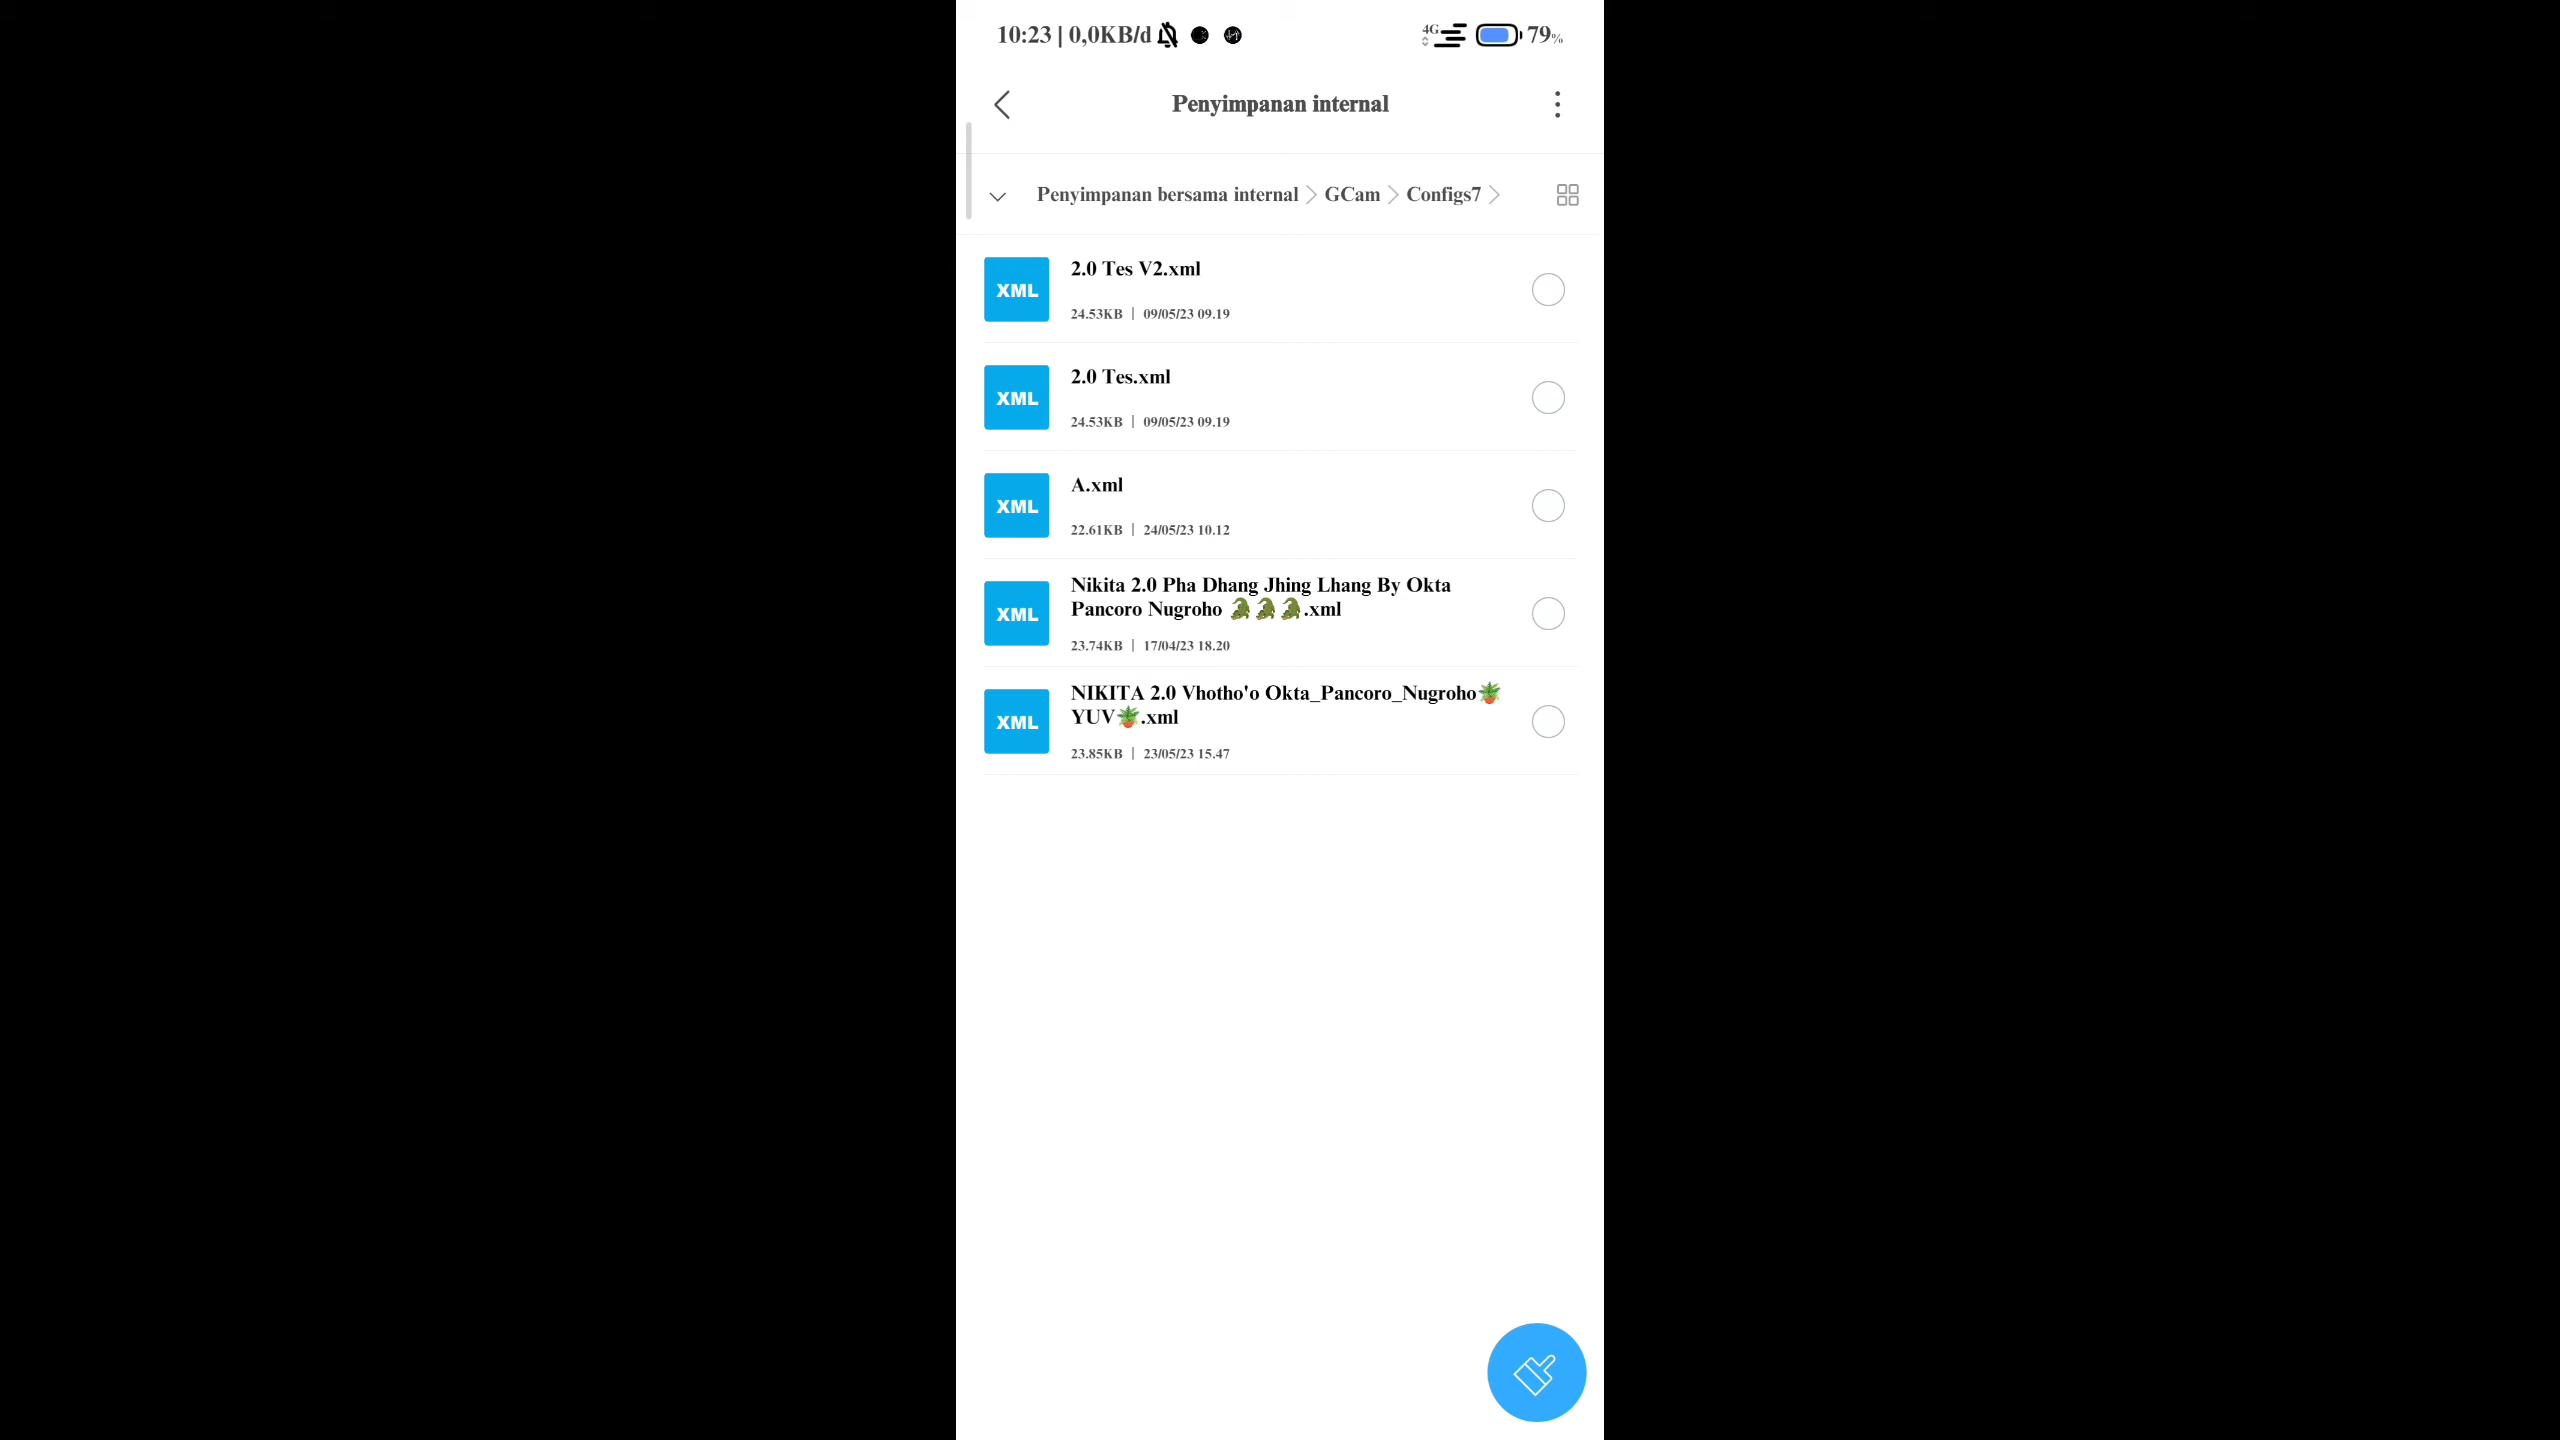 10:23 | 0,0KB/d
4G
79%
Penyimpanan internal
Penyimpanan bersama internal > GCam > Configs7 >
XML
2.0 Tes V2.xml
24.53KB | 09/05/23 09.19
XML
2.0 Tes.xml
24.53KB | 09/05/23 09.19
XML
A.xml
22.61KB | 24/05/23 10.12
XML
Nikita 2.0 Pha Dhang Jhing Lhang By Okta
Pancoro Nugroho 🐊🐊🐊.xml
23.74KB | 17/04/23 18.20
XML
NIKITA 2.0 Vhotho'o Okta_Pancoro_Nugroho🪴
YUV🪴.xml
23.85KB | 23/05/23 15.47